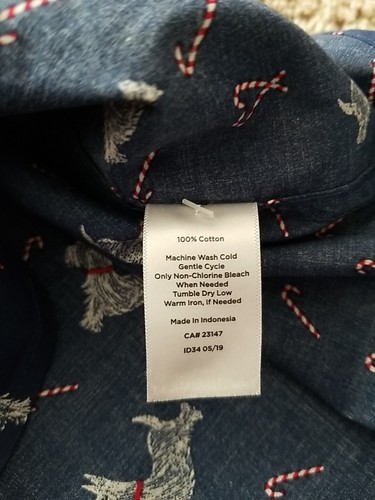 100% Cotton
Machine Wash Cold
Gentle Cycle
Only Non-Chlorine Bleach
When Needed
Tumble Dry Low
Warm Iron, If Needed
Made In Indonesia
CA# 23147
ID34 05/19